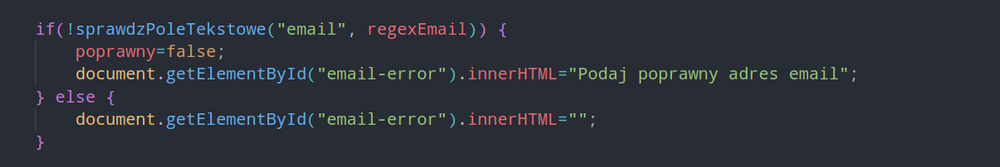 if(!sprawdzPoleTekstowe("email", regexEmail)) {
    poprawny=false;
    document.getElementById("email-error").innerHTML="Podaj poprawny adres email";
} else {
    document.getElementById("email-error").innerHTML="";
}